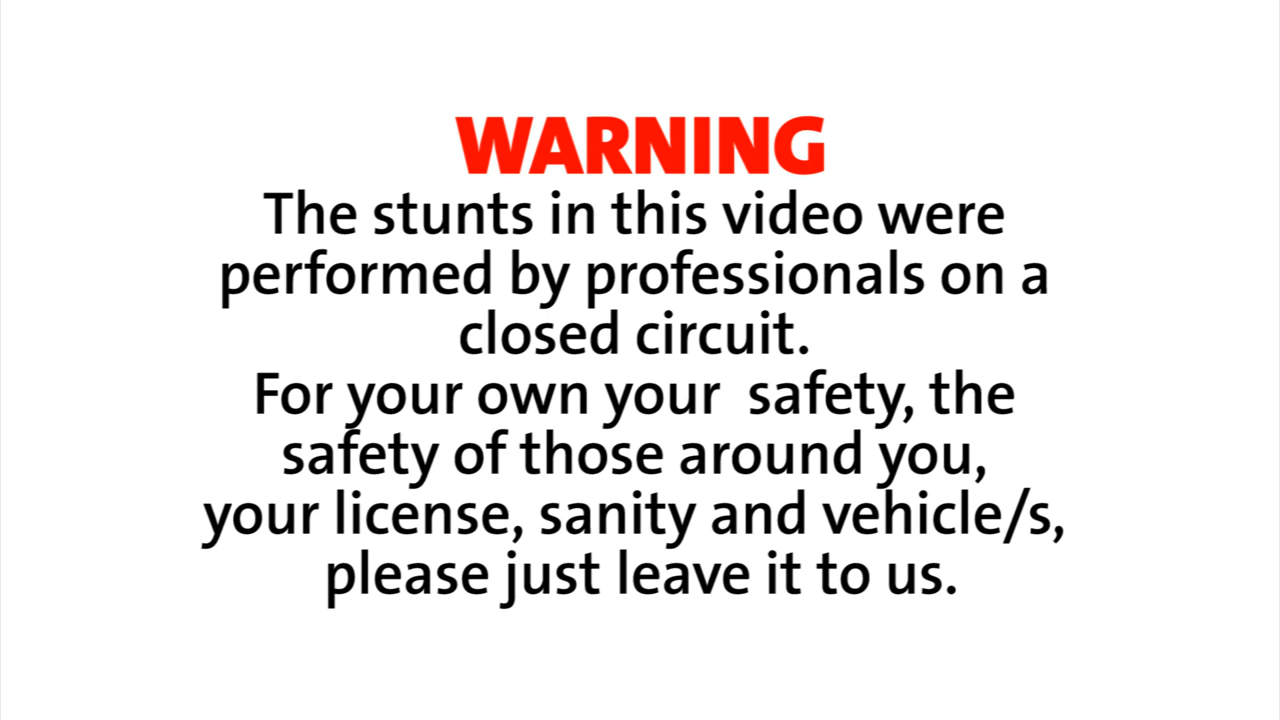 WARNING
The stunts in this video were
performed by professionals on a
closed circuit.
For your own your  safety, the
safety of those around you,
your license, sanity and vehicle/s,
please just leave it to us.